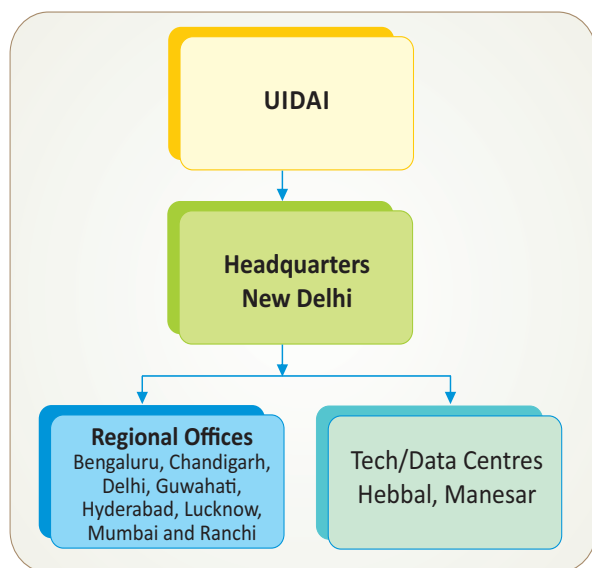 UIDAI
Headquarters
New Delhi
Regional Offices
Bengaluru, Chandigarh,
Delhi, Guwahati,
Hyderabad, Lucknow,
Mumbai and Ranchi
Tech/Data Centres
Hebbal, Manesar